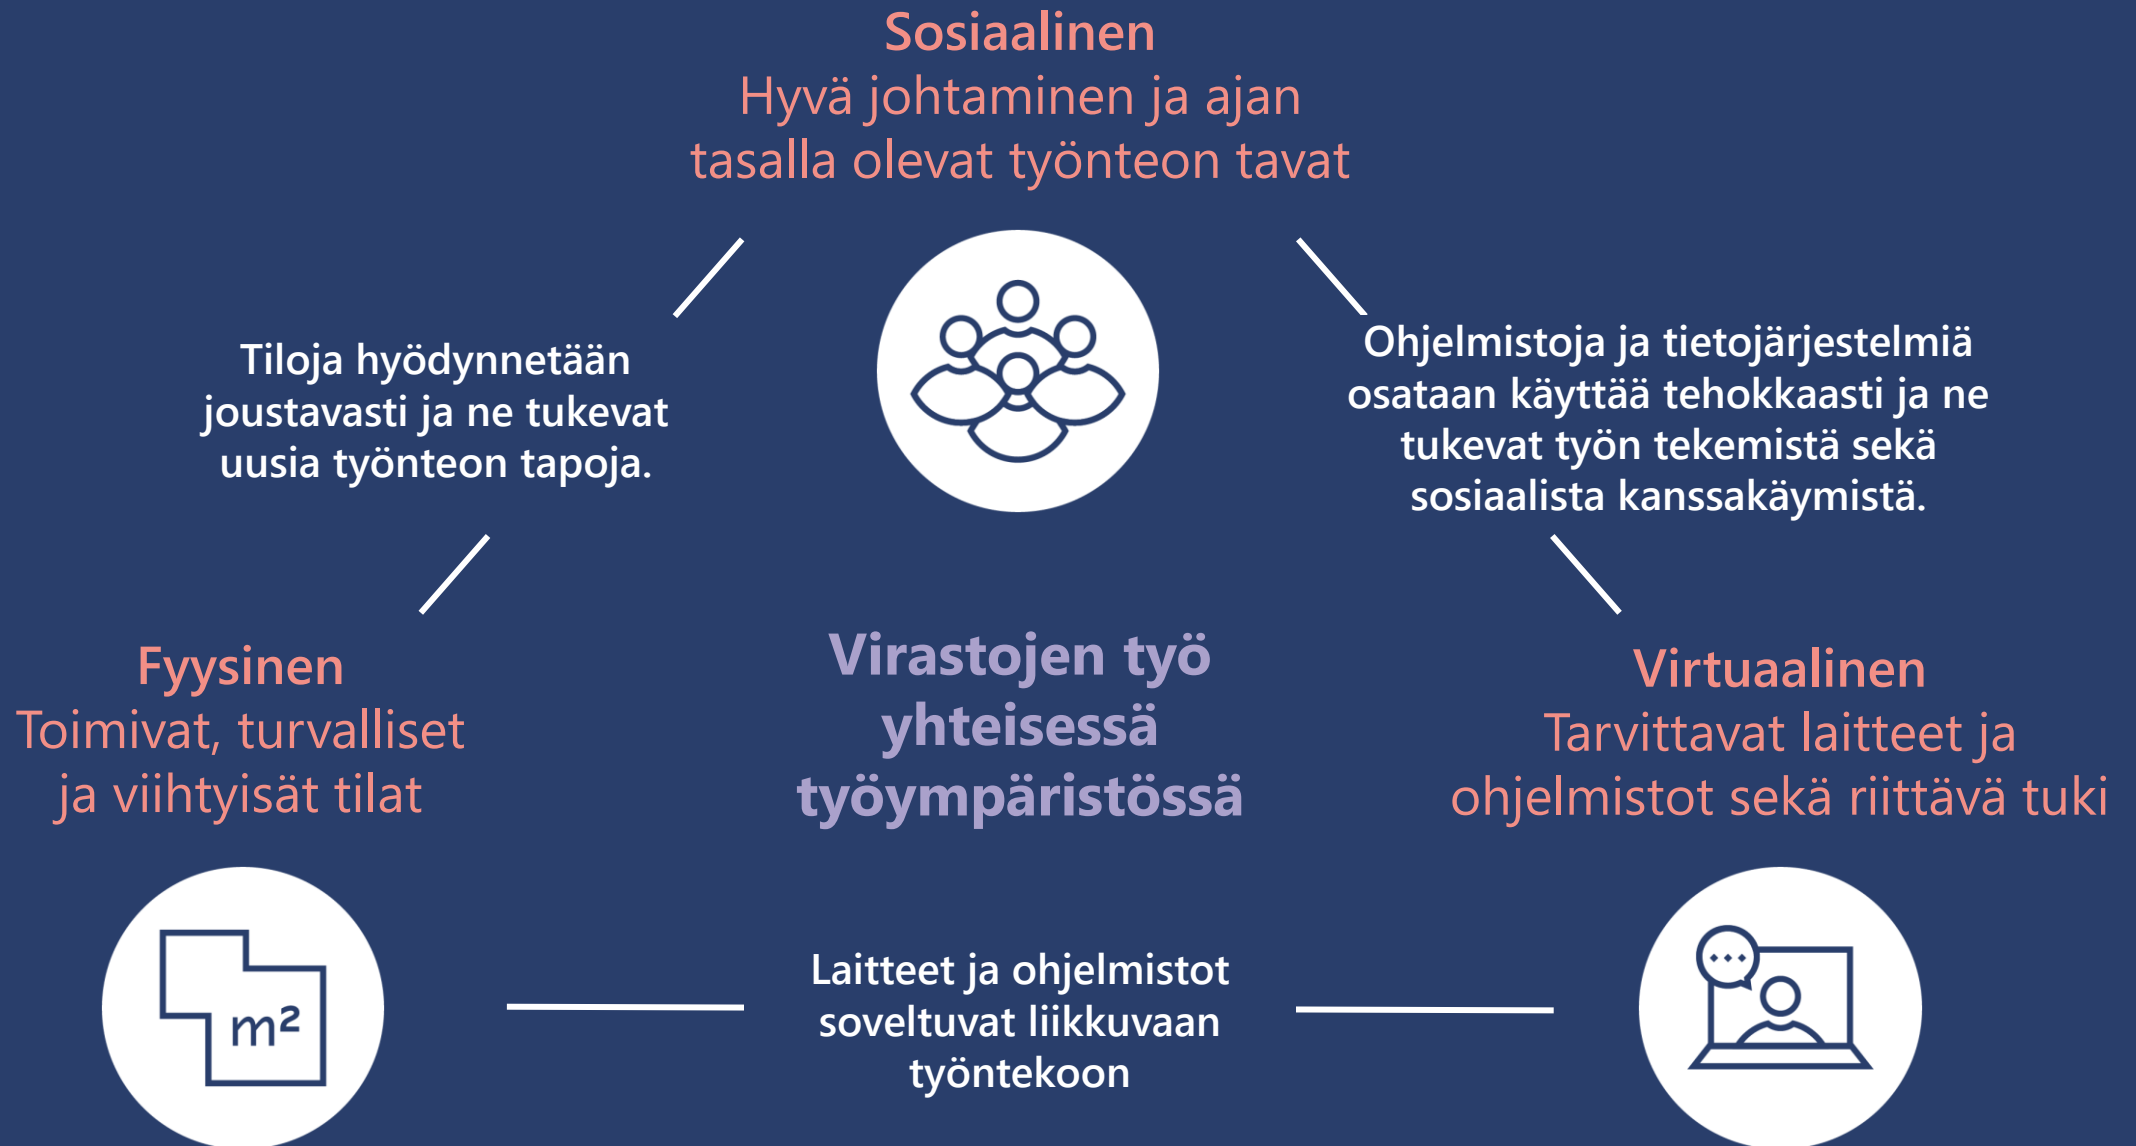 Sosiaalinen
Hyvä johtaminen ja ajan
tasalla olevat työnteon tavat
Tiloja hyödynnetään
joustavasti ja ne tukevat
uusia työnteon tapoja.
Ohjelmistoja ja tietojärjestelmiä
osataan käyttää tehokkaasti ja ne
tukevat työn tekemistä sekä
sosiaalista kanssakäymistä.
Fyysinen
Toimivat, turvalliset
ja viihtyisät tilat
Virastojen työ
yhteisessä
työympäristössä
Virtuaalinen
Tarvittavat laitteet ja
ohjelmistot sekä riittävä tuki
m²
Laitteet ja ohjelmistot
soveltuvat liikkuvaan
työntekoon